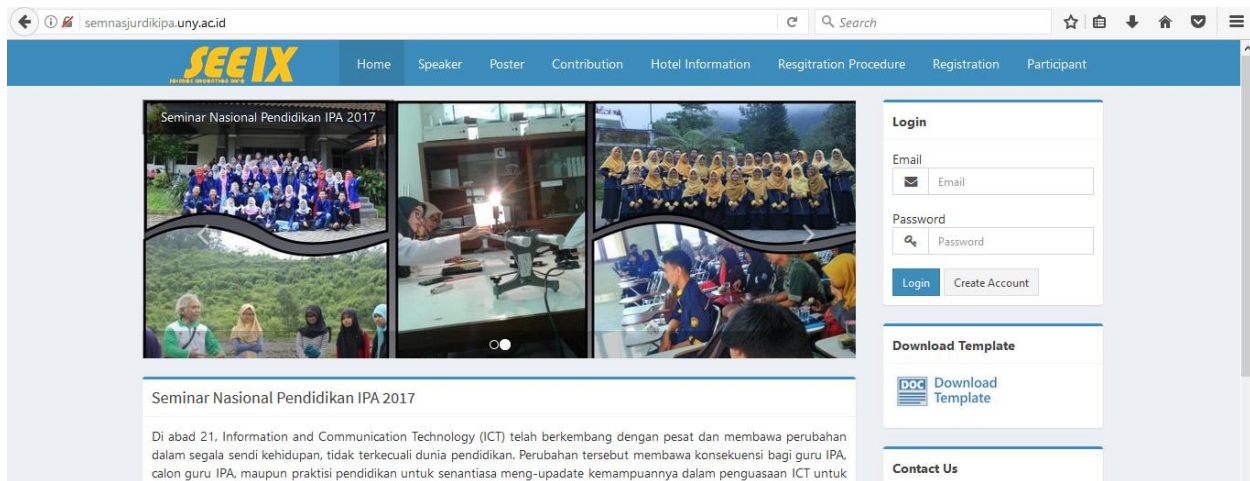 semnasjurdikipa.uny.ac.id
Search
SEE IX
Home Speaker Poster Contribution Hotel Information Resgitration Procedure Registration Participant
Seminar Nasional Pendidikan IPA 2017
Login
Email
Email
Password
Password
Login Create Account
Download Template
DOC Download
Template
Seminar Nasional Pendidikan IPA 2017
Di abad 21, Information and Communication Technology (ICT) telah berkembang dengan pesat dan membawa perubahan
dalam segala sendi kehidupan, tidak terkecuali dunia pendidikan. Perubahan tersebut membawa konsekuensi bagi guru IPA,
calon guru IPA, maupun praktisi pendidikan untuk senantiasa meng-upadate kemampuannya dalam penguasaan ICT untuk
Contact Us